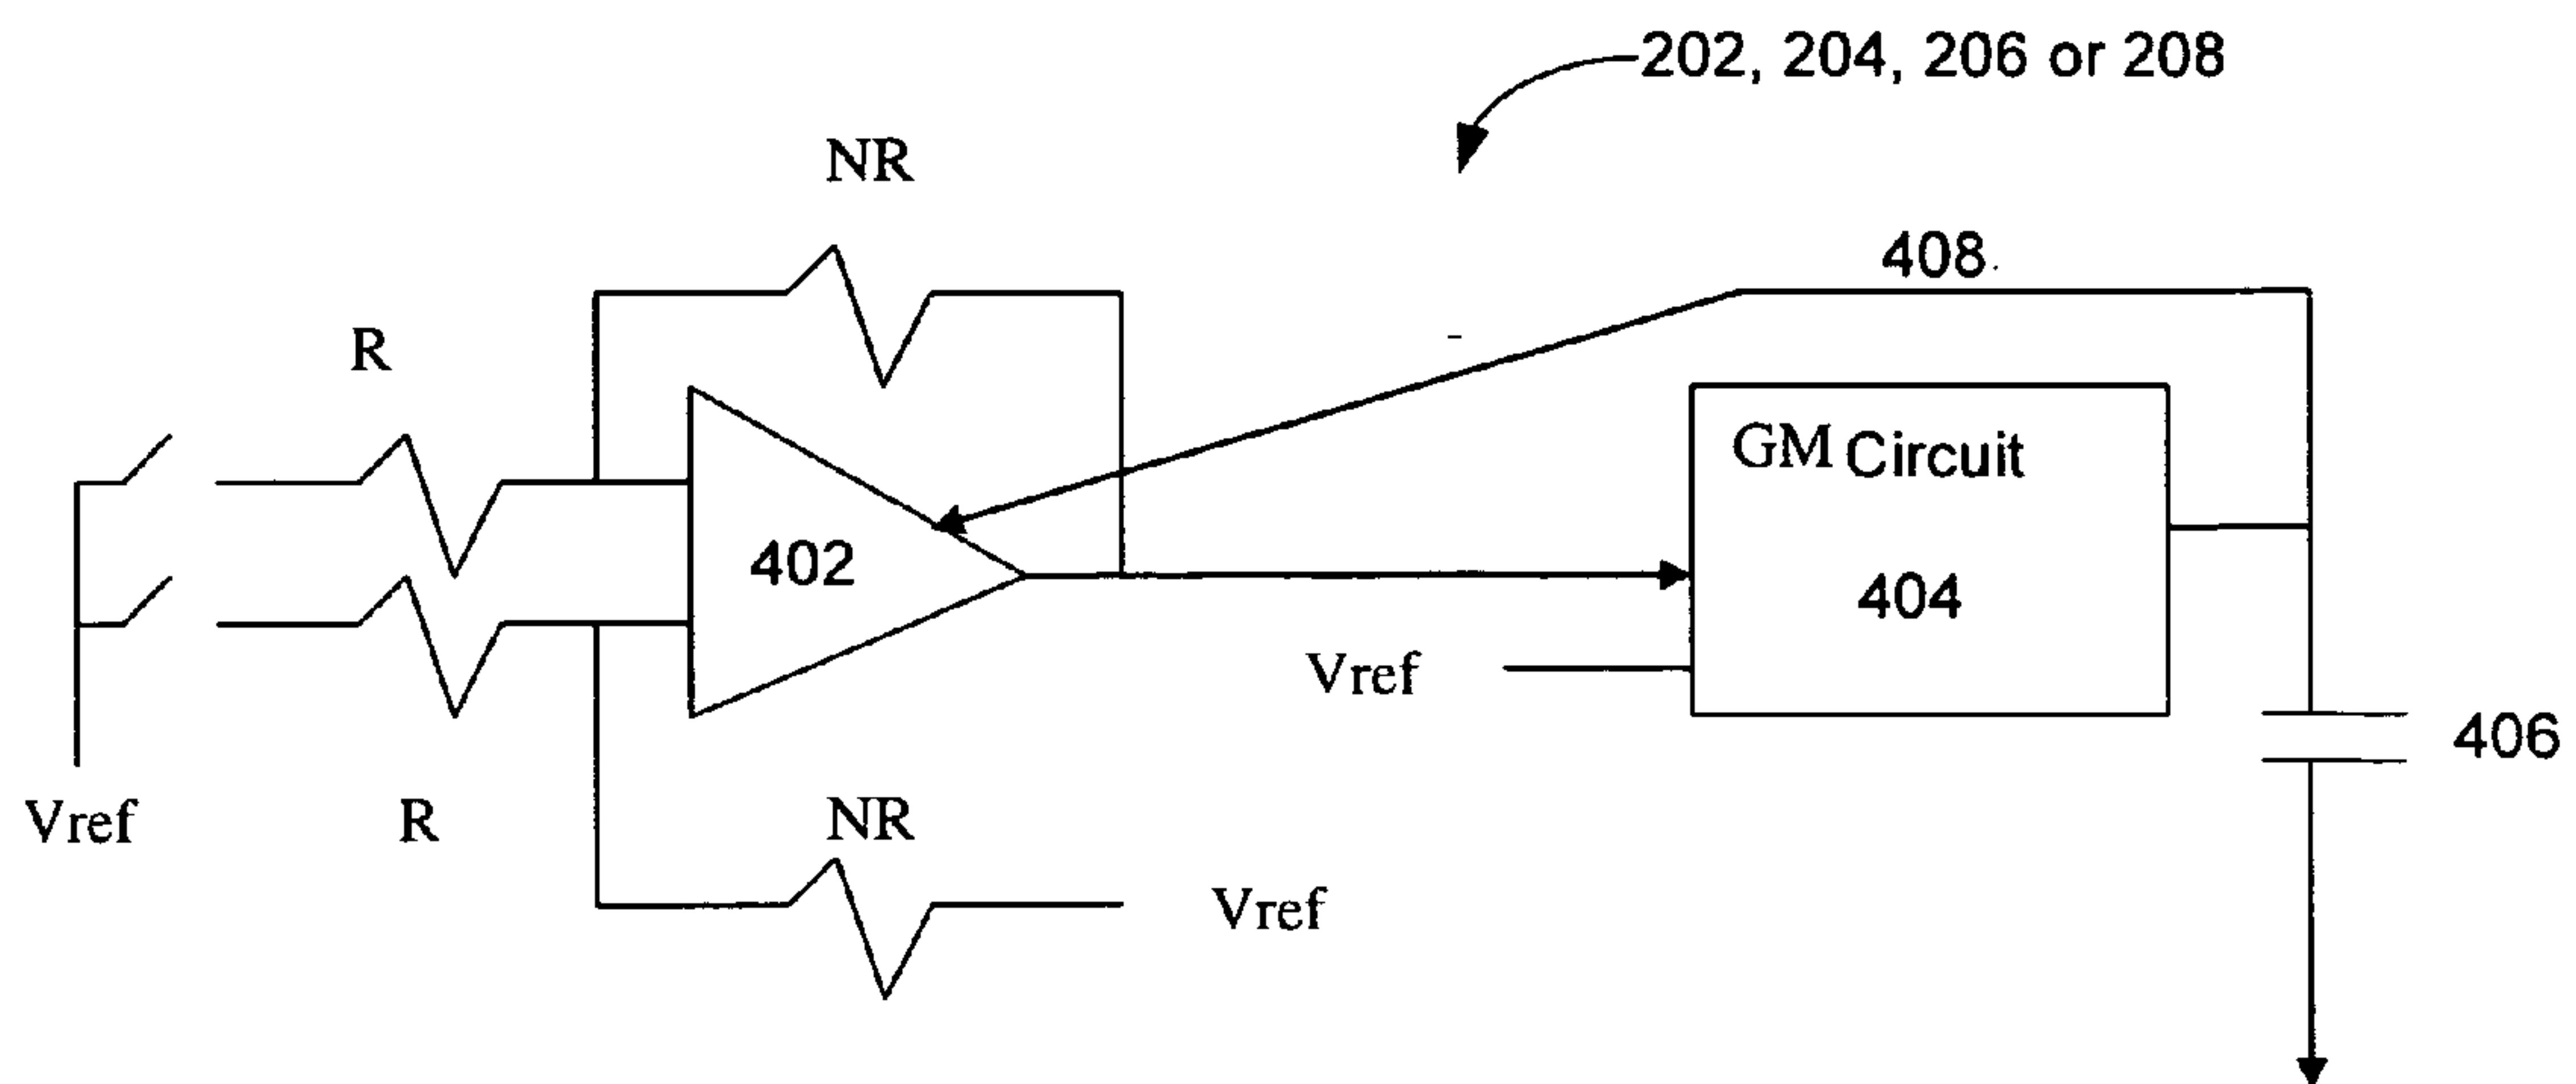 202, 204, 206 or 208
NR
408
R
GM Circuit
402
404
Vref
406
Vref
R
NR
Vref